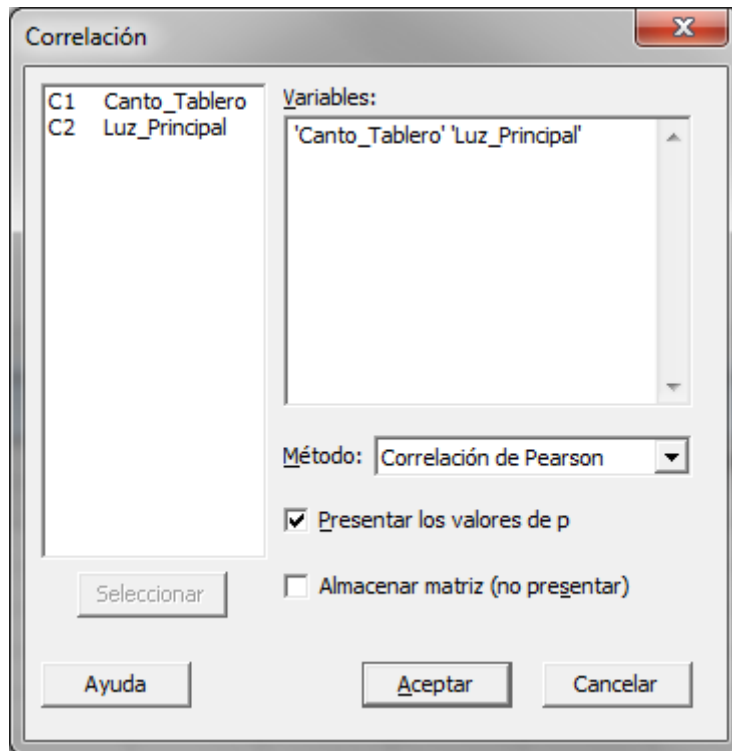 Correlación
C1 Canto_Tablero
C2 Luz_Principal
Variables:
'Canto_Tablero' 'Luz_Principal'
Método: Correlación de Pearson
Presentar los valores de p
Almacenar matriz (no presentar)
Seleccionar
Ayuda
Aceptar
Cancelar